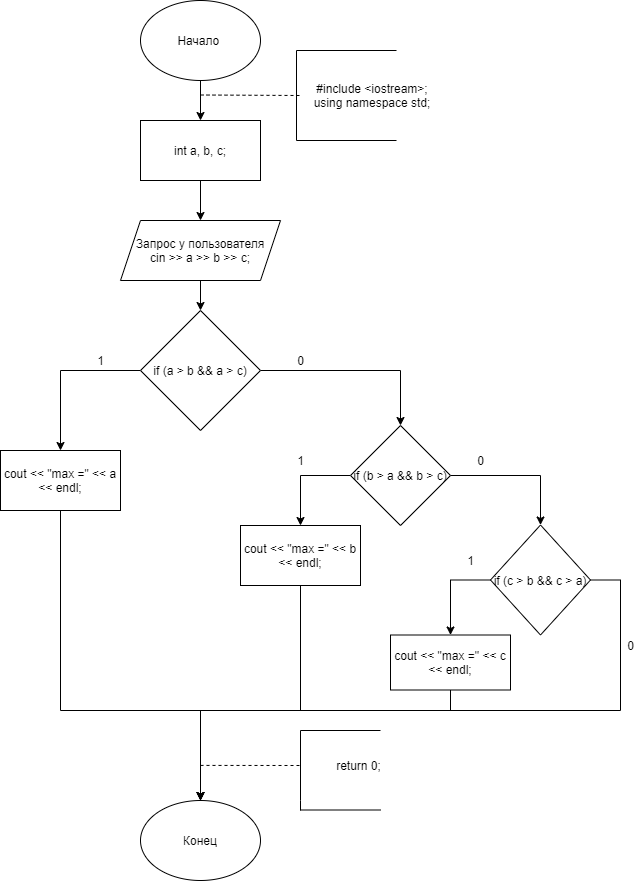 Начало
#include <iostream>;
using namespace std;
int a, b, c;
Запрос у пользователя
cin >> a >> b >> c;
1
if (a > b && a > c)
0
cout << "max =" << a
<< endl;
1
if (b > a && b > c)
0
cout << "max =" << b
<< endl;
1
if (c > b && c > a)
0
cout << "max =" << c
<< endl;
return 0;
Конец